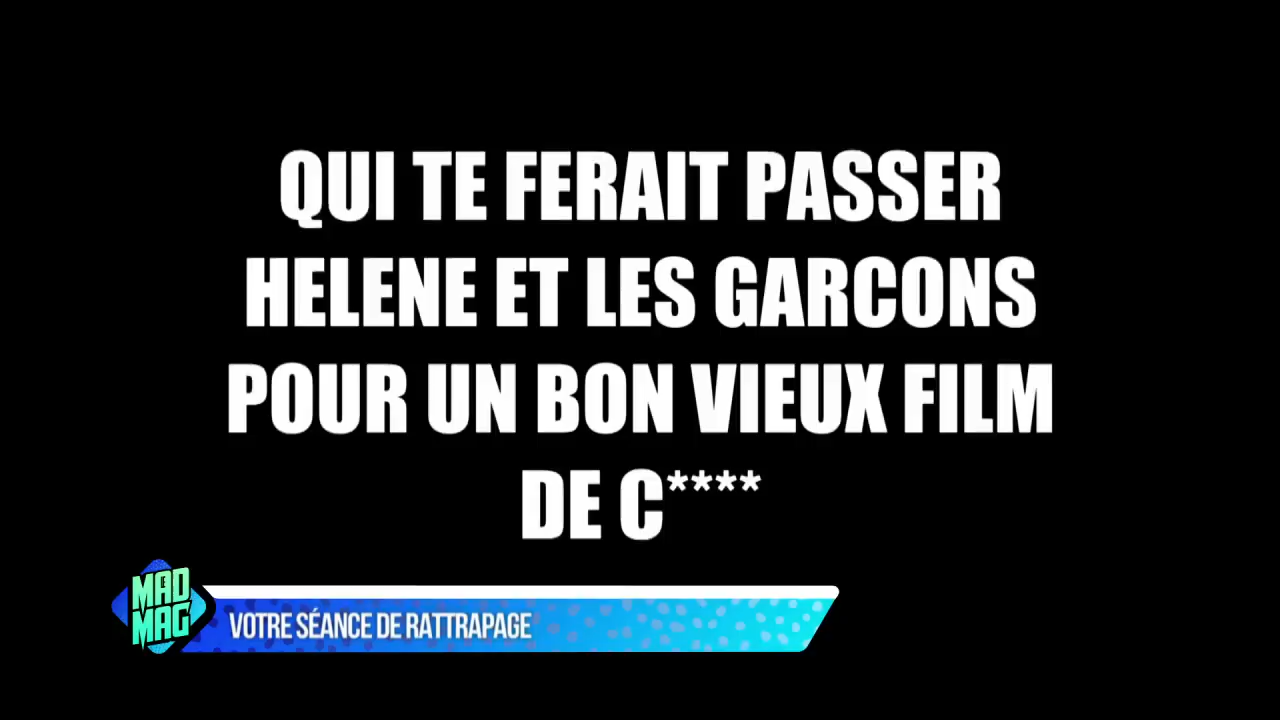 QUI TE FERAIT PASSER
HELENE ET LES GARCONS
POUR UN BON VIEUX FILM
DE C****
MAD
MAG
VOTRE SÉANCE DE RATTRAPAGE